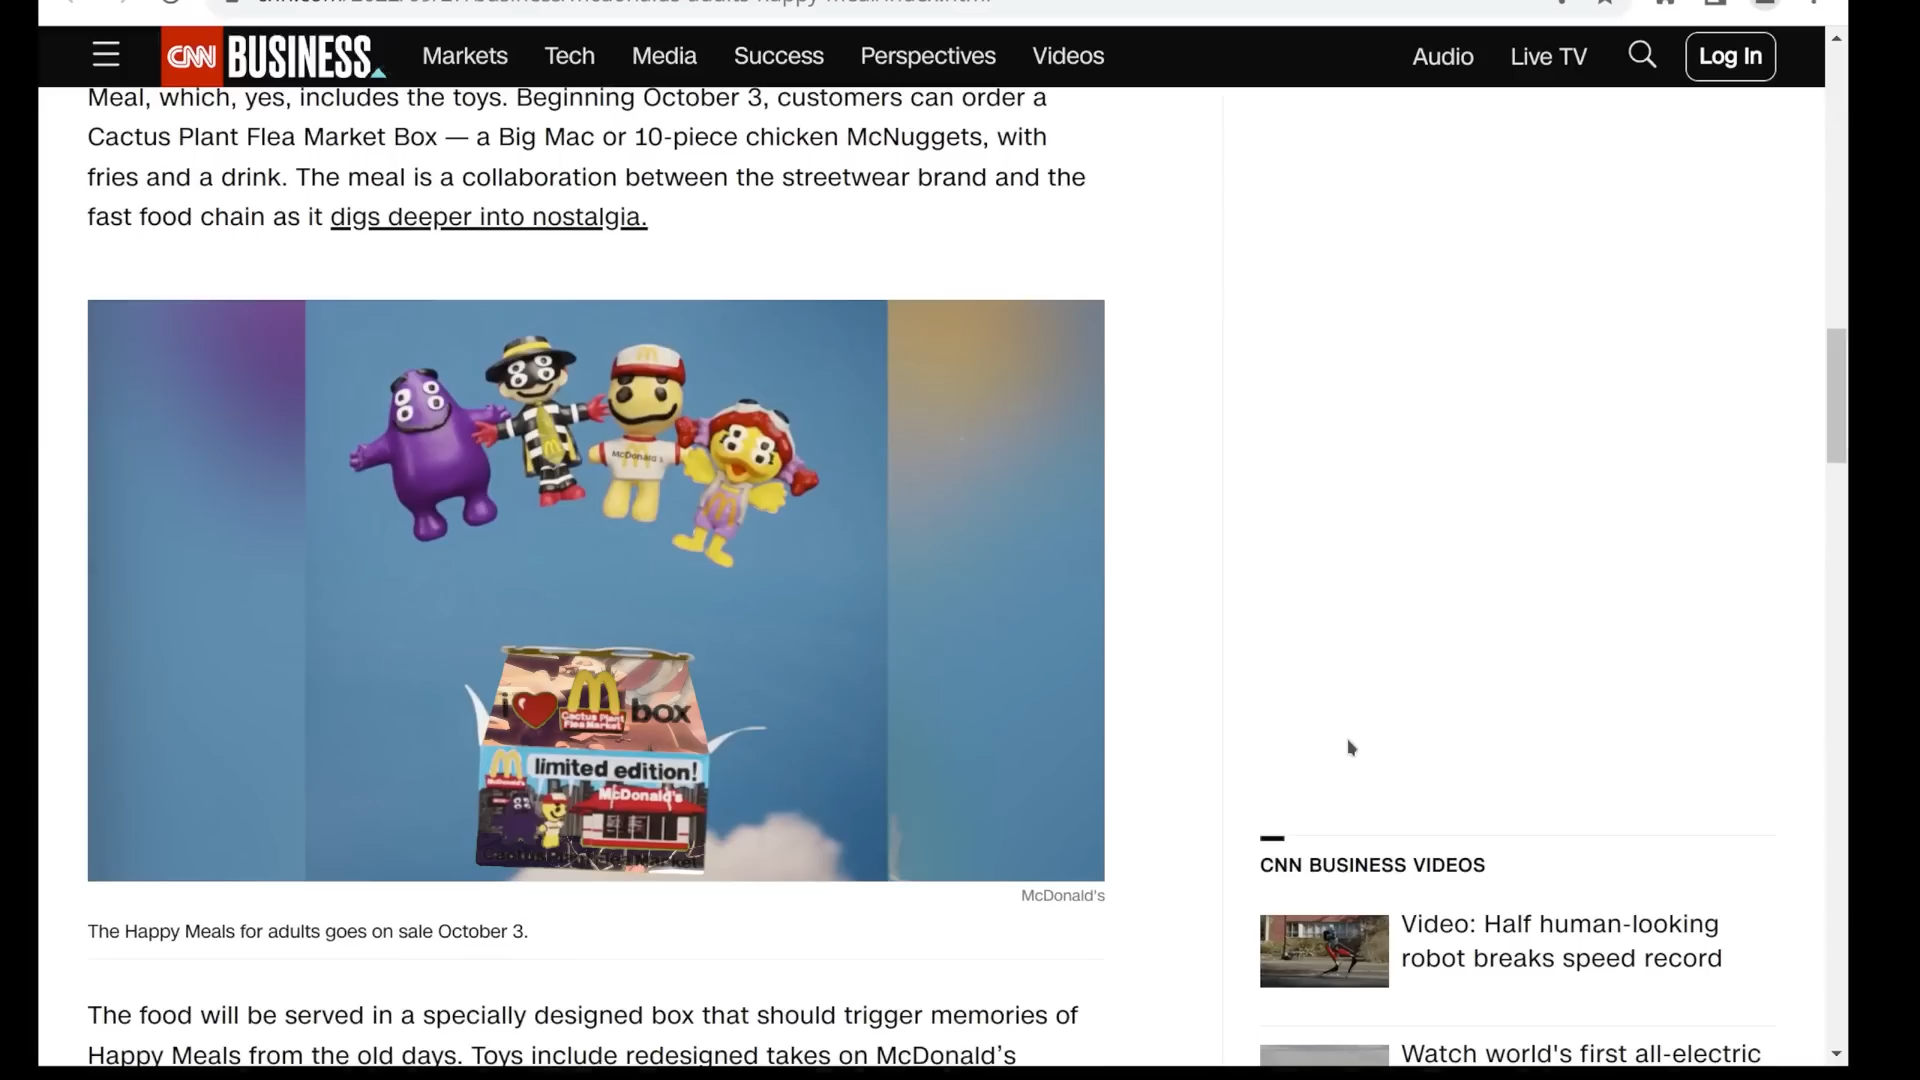 CNN BUSINESS
Markets
Tech
Media
Success
Perspectives
Videos
Audio
Live TV
Log In
Meal, which, yes, includes the toys. Beginning October 3, customers can order a
Cactus Plant Flea Market Box — a Big Mac or 10-piece chicken McNuggets, with
fries and a drink. The meal is a collaboration between the streetwear brand and the
fast food chain as it digs deeper into nostalgia.
McDonald's
i
box
Cactus Plant
Flea Market
limited edition!
McDonald's
McDonald's
The Happy Meals for adults goes on sale October 3.
The food will be served in a specially designed box that should trigger memories of
Happy Meals from the old days. Toys include redesigned takes on McDonald's
CNN BUSINESS VIDEOS
Video: Half human-looking
robot breaks speed record
Watch world's first all-electric